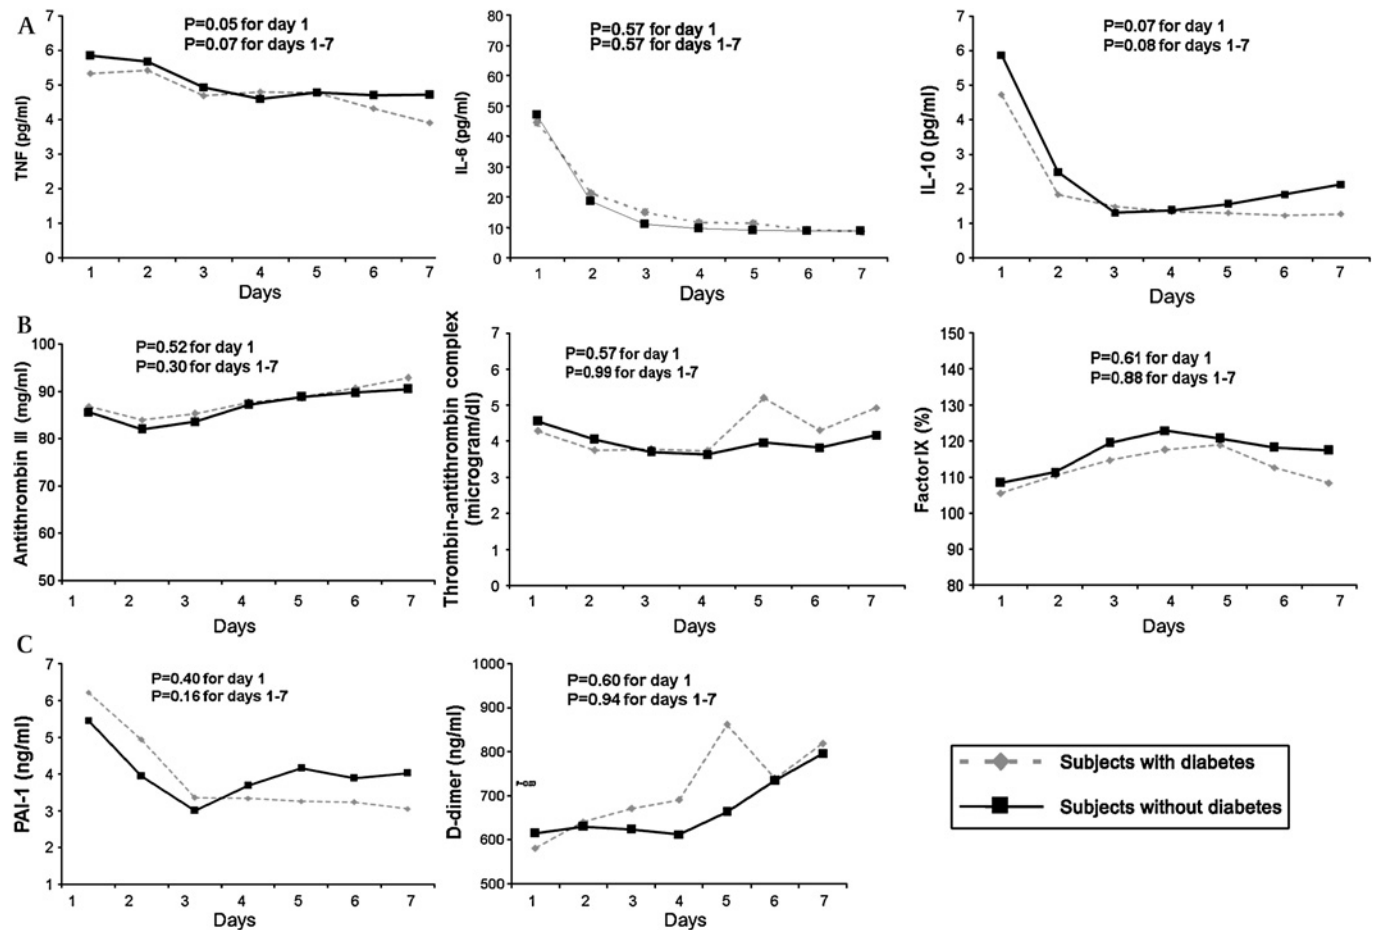 A
P=0.05 for day 1
P=0.07 for days 1-7
TNF (pg/ml)
7
6
5
4
3
2
1
0
1 2 3 4 5 6 7
Days
P=0.57 for day 1
P=0.57 for days 1-7
IL-6 (pg/ml)
80
70
60
50
40
30
20
10
0
1 2 3 4 5 6 7
Days
P=0.07 for day 1
P=0.08 for days 1-7
IL-10 (pg/ml)
7
6
5
4
3
2
1
0
1 2 3 4 5 6 7
Days
B
P=0.52 for day 1
P=0.30 for days 1-7
Antithrombin III (mg/ml)
100
90
80
70
60
50
1 2 3 4 5 6 7
Days
P=0.57 for day 1
P=0.99 for days 1-7
Thrombin-antithrombin complex
(microgram/dl)
7
6
5
4
3
2
1
0
1 2 3 4 5 6 7
Days
P=0.61 for day 1
P=0.88 for days 1-7
Factor IX (%)
150
140
130
120
110
100
90
80
1 2 3 4 5 6 7
Days
C
P=0.40 for day 1
P=0.16 for days 1-7
PAI-1 (ng/ml)
7
6
5
4
3
2
1
1 2 3 4 5 6 7
Days
P=0.60 for day 1
P=0.94 for days 1-7
D-dimer (ng/ml)
1000
900
800
700
600
500
1 2 3 4 5 6 7
Days
Subjects with diabetes
Subjects without diabetes